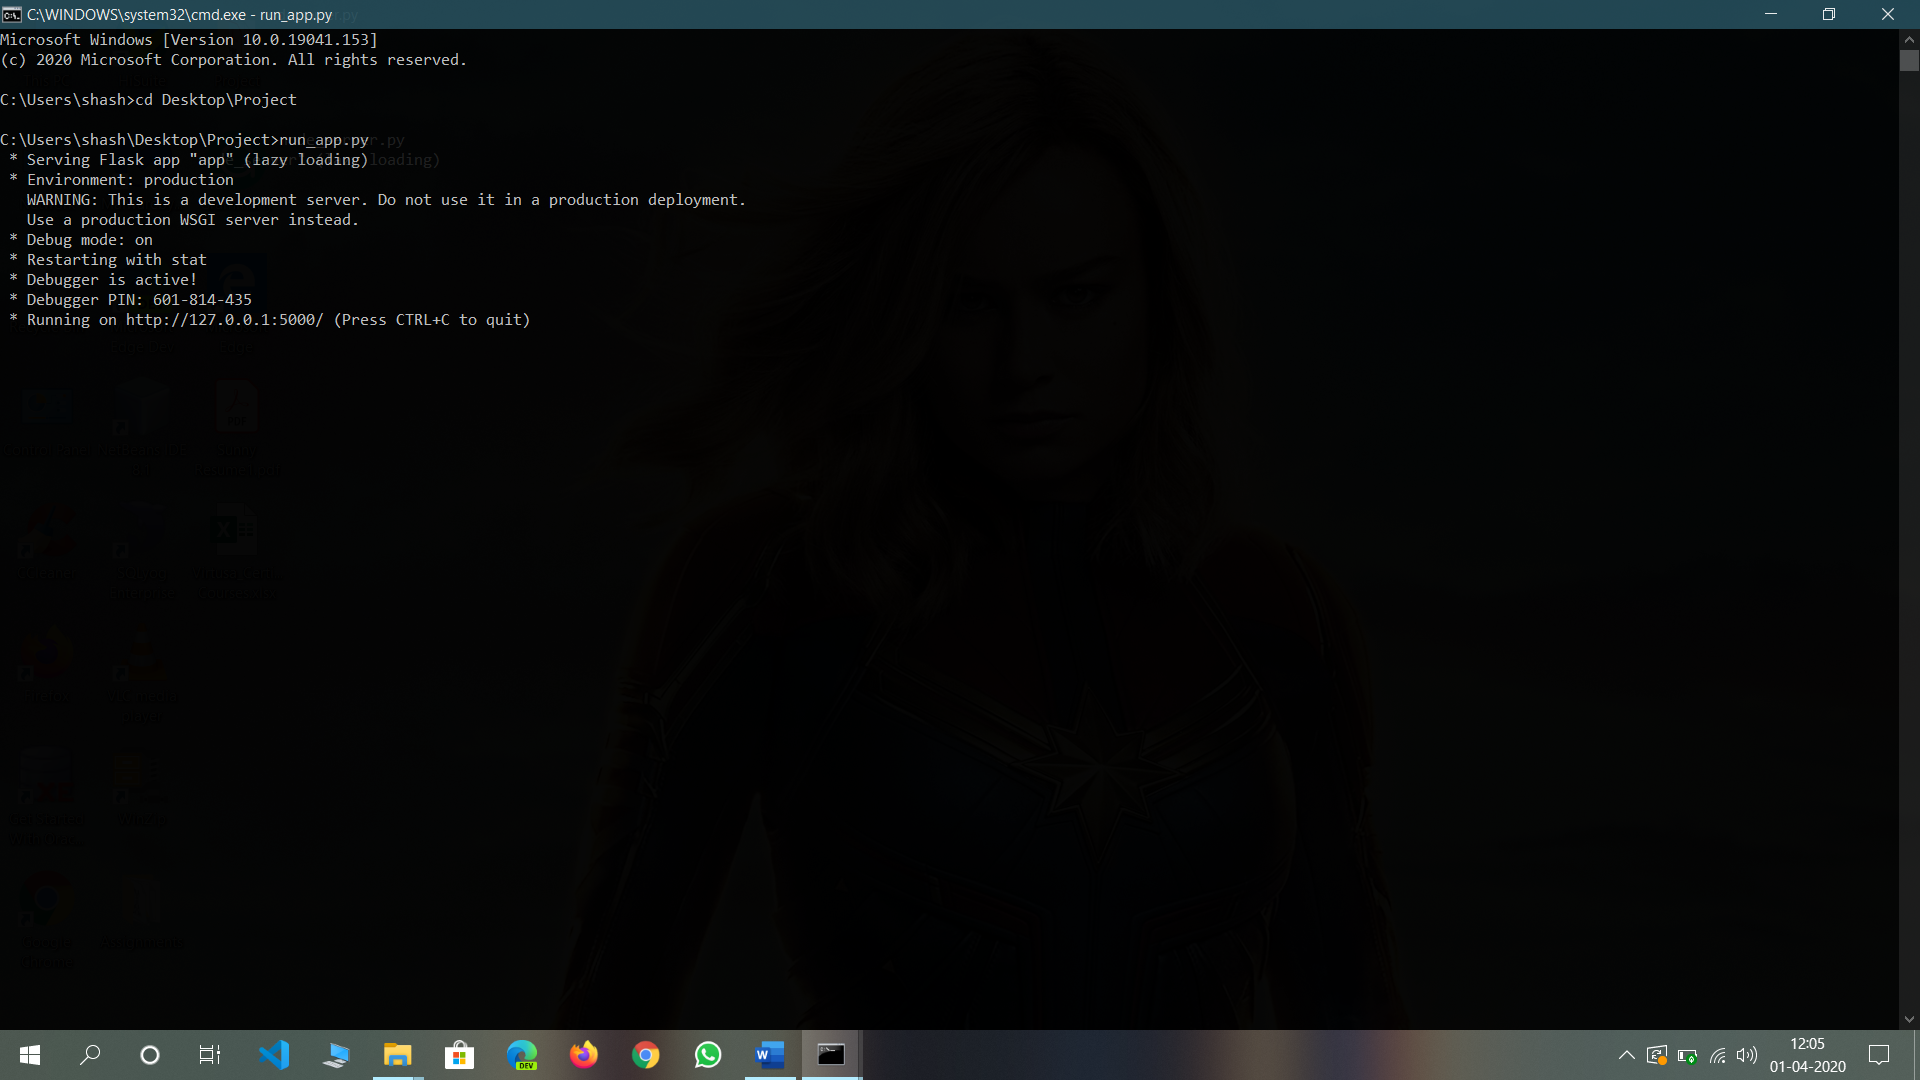 C:\WINDOWS\system32\cmd.exe - run_app.py
Microsoft Windows [Version 10.0.19041.153]
(c) 2020 Microsoft Corporation. All rights reserved.
C:\Users\shash>cd Desktop\Project
C:\Users\shash\Desktop\Project>run_app.py
* Serving Flask app "app" (lazy loading)
* Environment: production
WARNING: This is a development server. Do not use it in a production deployment.
Use a production WSGI server instead.
* Debug mode: on
* Restarting with stat
* Debugger is active!
* Debugger PIN: 601-814-435
* Running on http://127.0.0.1:5000/ (Press CTRL+C to quit)
DEV
12:05
01-04-2020